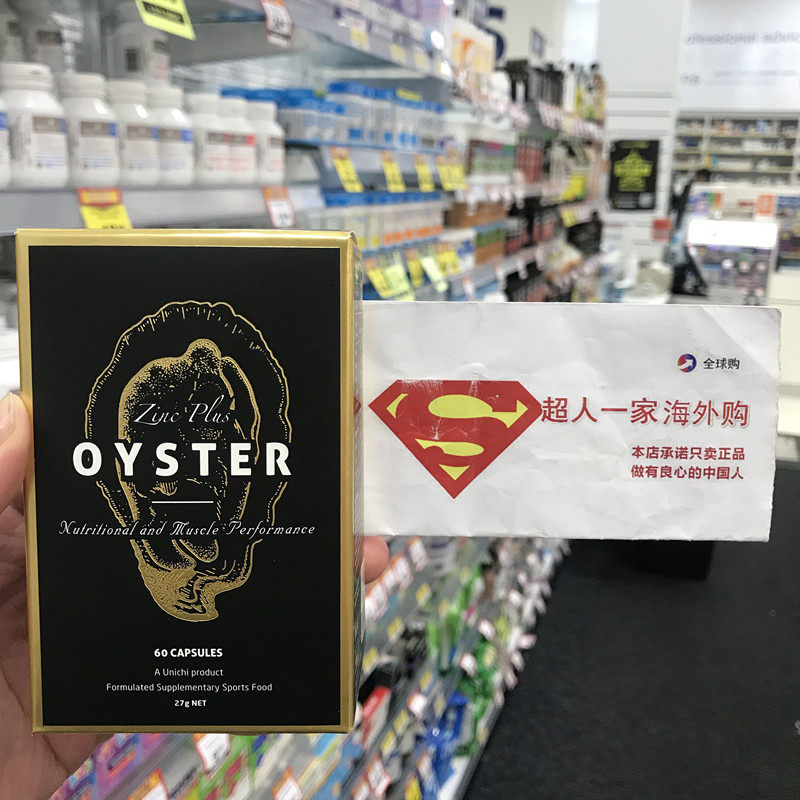 Zinc Plus
OYSTER
Nutritional and Muscle Performance
60 CAPSULES
A Unichi product
Formulated Supplementary Sports Food
27g NET
全球购
超人一家海外购
本店承诺只卖正品
做有良心的中国人
ofessional advic